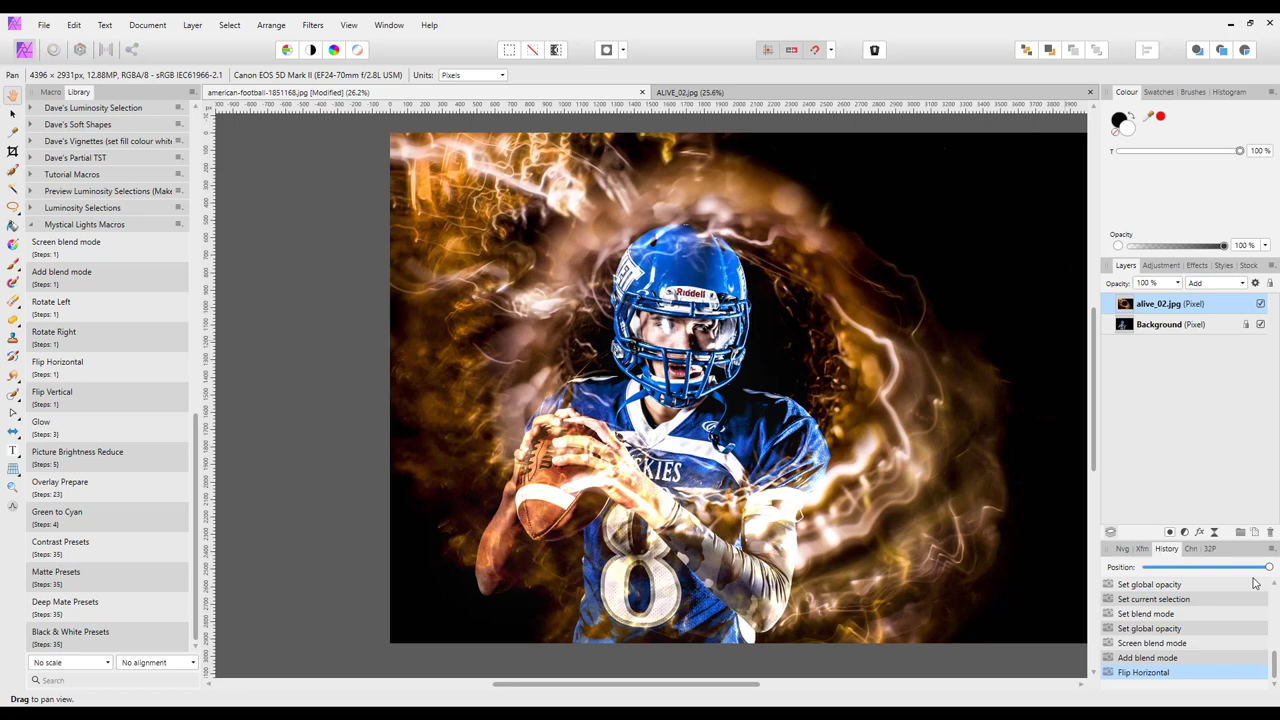 File Edit Text Document Layer Select Arrange Filters View Window Help
Pan 4396 × 2931px, 12.88MP, RGBA/8 - sRGB IEC61966-2.1 Canon EOS 5D Mark II (EF24-70mm f/2.8L USM) Units: Pixels
Macro Library
american-football-1851168.jpg [Modified] (26.2%)
ALIVE_02.jpg (25.6%)
Dave's Luminosity Selection
Dave's Soft Shapes
Dave's Vignettes (set fill colour white
Dave's Partial TST
Tutorial Macros
Preview Luminosity Selections (Make
Luminosity Selections
Mystical Lights Macros
Screen blend mode
[Steps: 1]
Add blend mode
[Steps: 1]
Rotate Left
[Steps: 1]
Rotate Right
[Steps: 1]
Flip Horizontal
[Steps: 1]
Flip Vertical
[Steps: 1]
Glow
[Steps: 3]
Picture Brightness Reduce
[Steps: 5]
Overlay Prepare
[Steps: 23]
Green to Cyan
[Steps: 4]
Contrast Presets
[Steps: 35]
Matte Presets
[Steps: 35]
Deep Mate Presets
[Steps: 35]
Black & White Presets
[Steps: 35]
No scale No alignment
Search
Drag to pan view.
Riddell
KIES
8
Colour Swatches Brushes Histogram
T 100 %
Opacity
100 %
Layers Adjustment Effects Styles Stock
Opacity: 100 % Add
alive_02.jpg (Pixel)
Background (Pixel)
Nvg Xfm History Chn 32P
Position:
Set global opacity
Set current selection
Set blend mode
Set global opacity
Screen blend mode
Add blend mode
Flip Horizontal